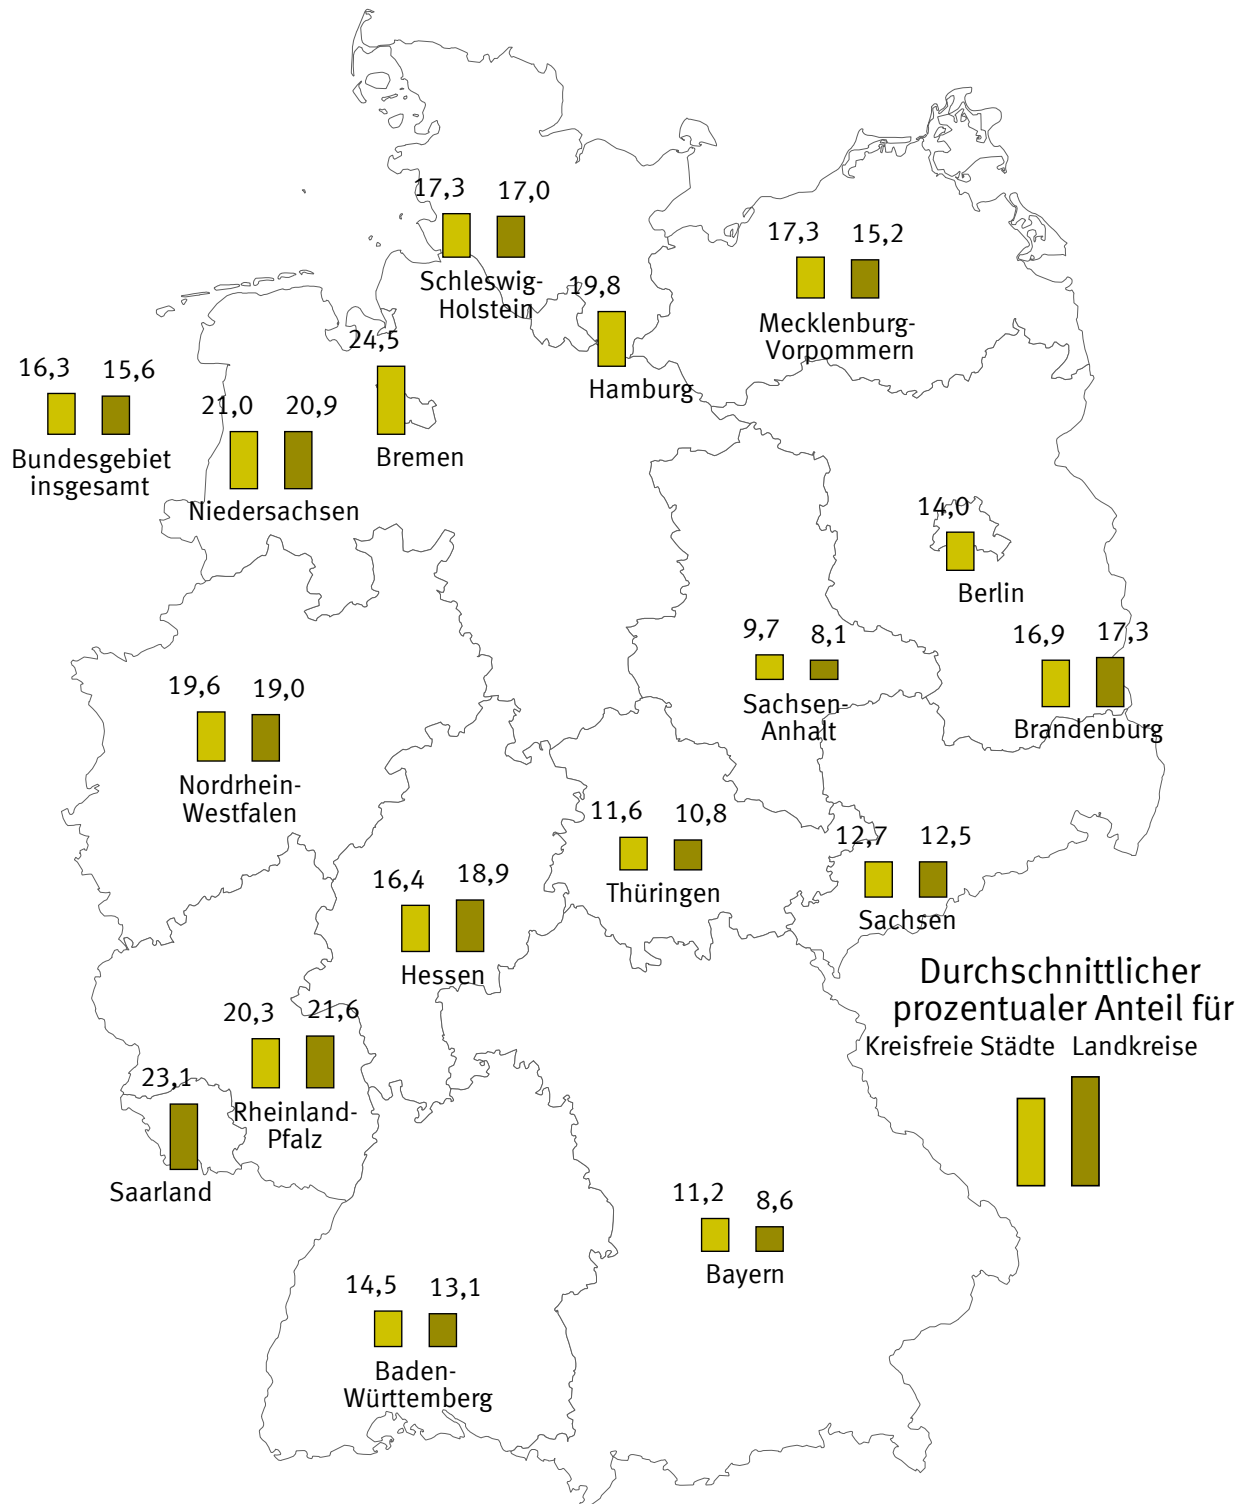 17,3 17,0
Schleswig-
Holstein
17,3 15,2
Mecklenburg-
Vorpommern
19,8
Hamburg
24,5
Bremen
16,3 15,6
Bundesgebiet
insgesamt
21,0 20,9
Niedersachsen
14,0
Berlin
16,9 17,3
Brandenburg
9,7 8,1
Sachsen-
Anhalt
19,6 19,0
Nordrhein-
Westfalen
11,6 10,8
Thüringen
12,7 12,5
Sachsen
16,4 18,9
Hessen
Durchschnittlicher
prozentualer Anteil für
Kreisfreie Städte Landkreise
20,3 21,6
Rheinland-
Pfalz
23,1
Saarland
11,2 8,6
Bayern
14,5 13,1
Baden-
Württemberg